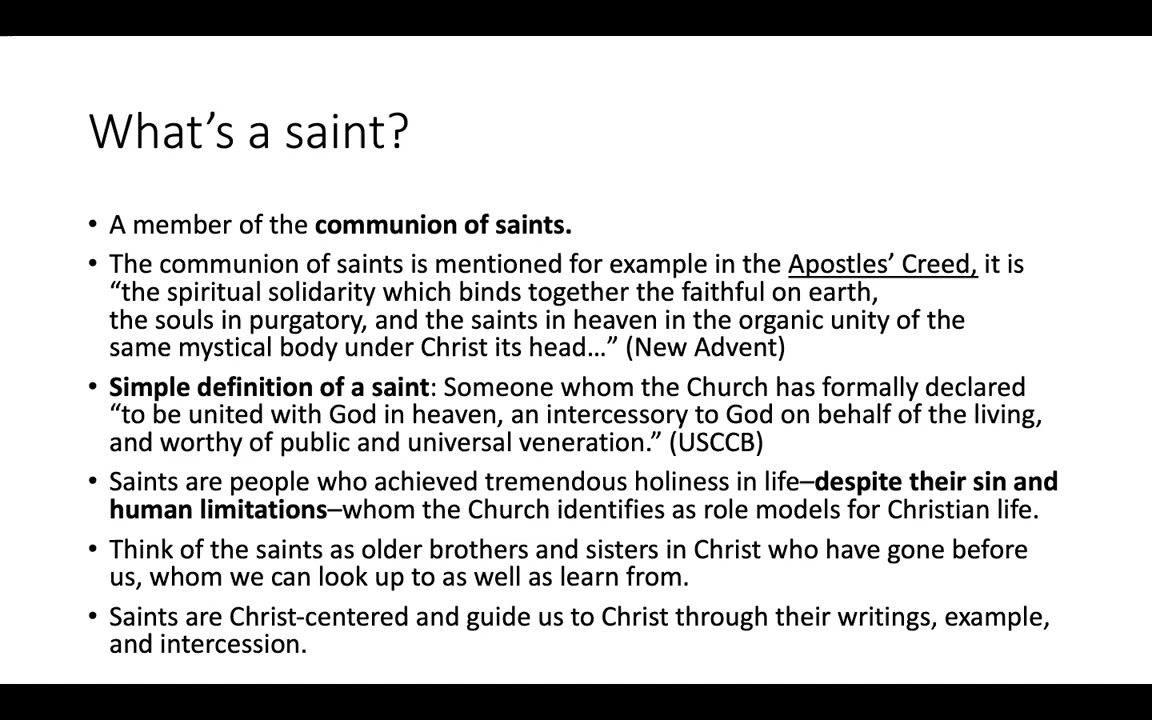 What’s a saint?
• A member of the communion of saints.
• The communion of saints is mentioned for example in the Apostles’ Creed, it is
“the spiritual solidarity which binds together the faithful on earth,
the souls in purgatory, and the saints in heaven in the organic unity of the
same mystical body under Christ its head…” (New Advent)
• Simple definition of a saint: Someone whom the Church has formally declared
“to be united with God in heaven, an intercessory to God on behalf of the living,
and worthy of public and universal veneration.” (USCCB)
• Saints are people who achieved tremendous holiness in life–despite their sin and
human limitations–whom the Church identifies as role models for Christian life.
• Think of the saints as older brothers and sisters in Christ who have gone before
us, whom we can look up to as well as learn from.
• Saints are Christ-centered and guide us to Christ through their writings, example,
and intercession.